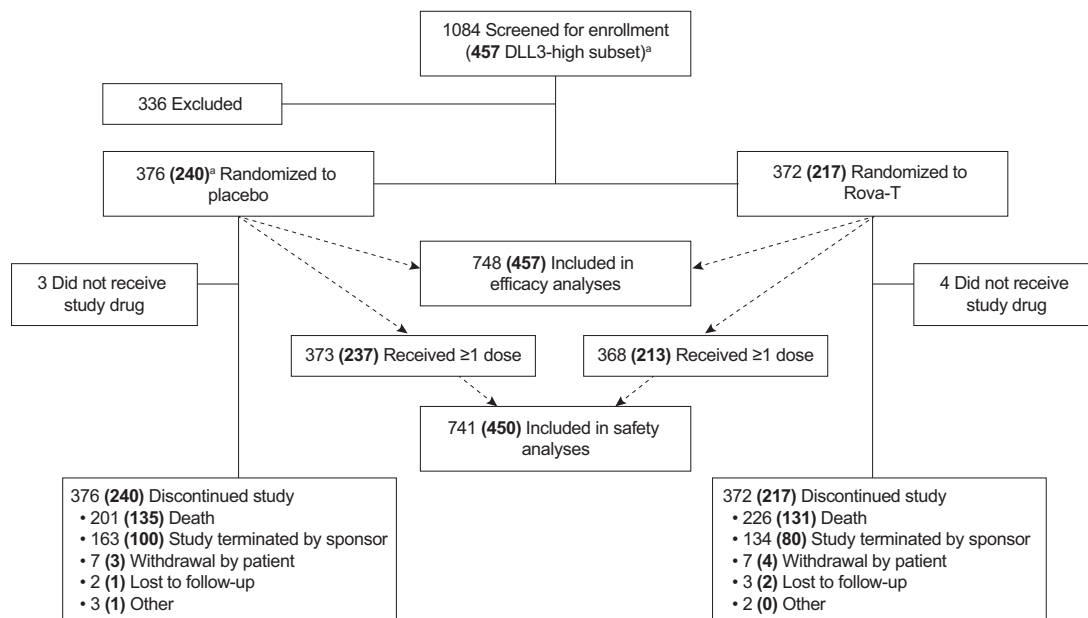 1084 Screened for enrollment
(457 DLL3-high subset)ᵃ
336 Excluded
376 (240)ᵃ Randomized to
placebo
372 (217) Randomized to
Rova-T
748 (457) Included in
efficacy analyses
3 Did not receive
study drug
4 Did not receive
study drug
373 (237) Received ≥1 dose
368 (213) Received ≥1 dose
741 (450) Included in safety
analyses
376 (240) Discontinued study
• 201 (135) Death
• 163 (100) Study terminated by sponsor
• 7 (3) Withdrawal by patient
• 2 (1) Lost to follow-up
• 3 (1) Other
372 (217) Discontinued study
• 226 (131) Death
• 134 (80) Study terminated by sponsor
• 7 (4) Withdrawal by patient
• 3 (2) Lost to follow-up
• 2 (0) Other